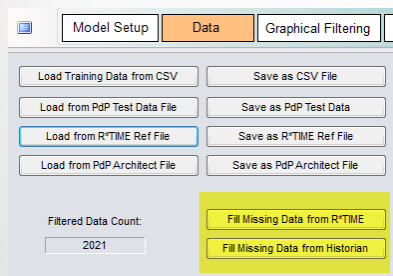 Model Setup Data Graphical Filtering
Load Training Data from CSV Save as CSV File
Load from PdP Test Data File Save as PdP Test Data
Load from R*TIME Ref File Save as R*TIME Ref File
Load from PdP Architect File Save as PdP Architect File
Filtered Data Count: Fill Missing Data from R*TIME
2021 Fill Missing Data from Historian